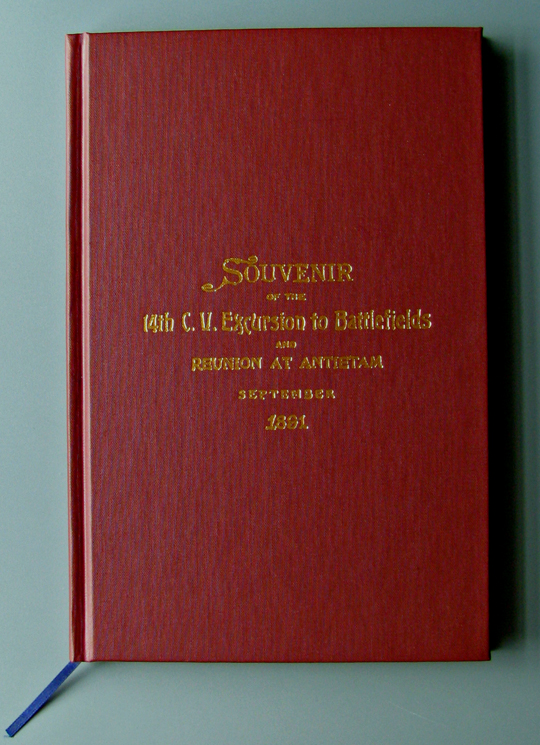 SOUVENIR
OF THE
14th C. V. Excursion to Battlefields
AND
REUNION AT ANTIETAM
SEPTEMBER
1891.